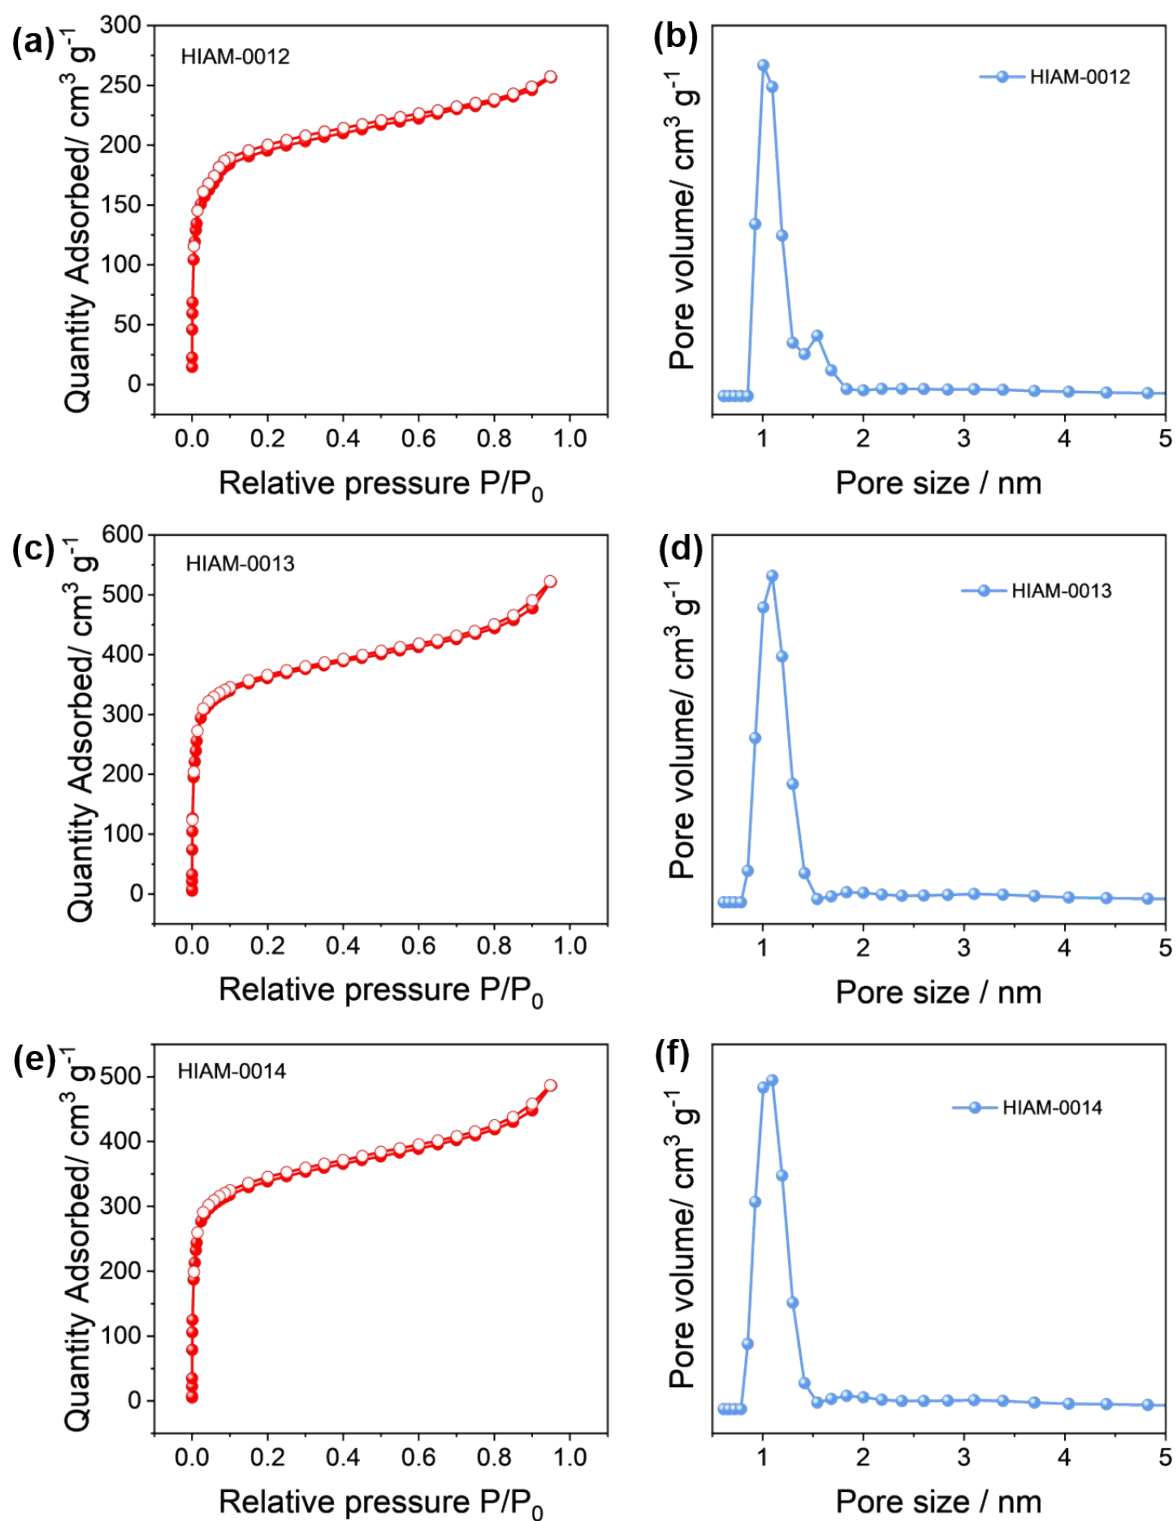 (a)
HIAM-0012
Quantity Adsorbed/ cm³ g⁻¹
300
250
200
150
100
50
0
0.0 0.2 0.4 0.6 0.8 1.0
Relative pressure P/P₀
(b)
HIAM-0012
Pore volume/ cm³ g⁻¹
1 2 3 4 5
Pore size / nm
(c)
HIAM-0013
Quantity Adsorbed/ cm³ g⁻¹
600
500
400
300
200
100
0
0.0 0.2 0.4 0.6 0.8 1.0
Relative pressure P/P₀
(d)
HIAM-0013
Pore volume/ cm³ g⁻¹
1 2 3 4 5
Pore size / nm
(e)
HIAM-0014
Quantity Adsorbed/ cm³ g⁻¹
500
400
300
200
100
0
0.0 0.2 0.4 0.6 0.8 1.0
Relative pressure P/P₀
(f)
HIAM-0014
Pore volume/ cm³ g⁻¹
1 2 3 4 5
Pore size / nm